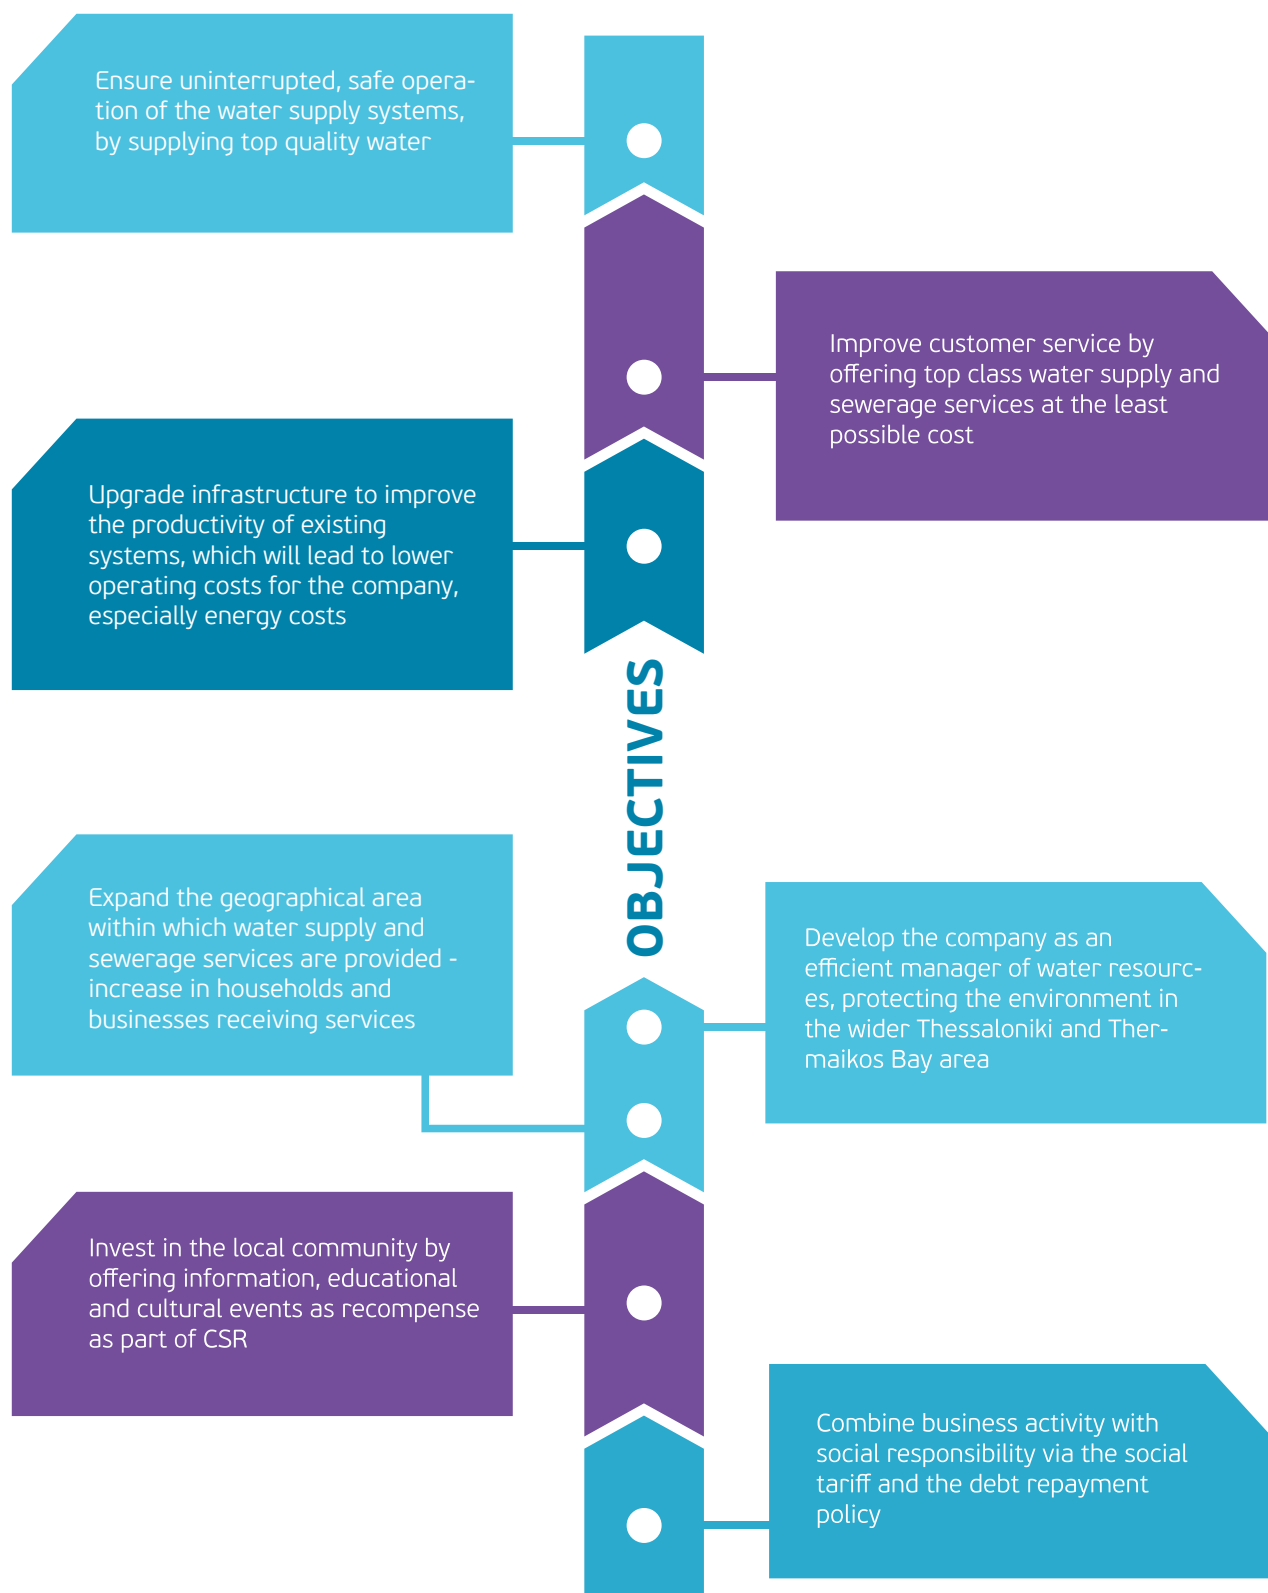 Ensure uninterrupted, safe opera-
tion of the water supply systems,
by supplying top quality water
Improve customer service by
offering top class water supply and
sewerage services at the least
possible cost
Upgrade infrastructure to improve
the productivity of existing
systems, which will lead to lower
operating costs for the company,
especially energy costs
OBJECTIVES
Expand the geographical area
within which water supply and
sewerage services are provided -
increase in households and
businesses receiving services
Develop the company as an
efficient manager of water resourc-
es, protecting the environment in
the wider Thessaloniki and Ther-
maikos Bay area
Invest in the local community by
offering information, educational
and cultural events as recompense
as part of CSR
Combine business activity with
social responsibility via the social
tariff and the debt repayment
policy